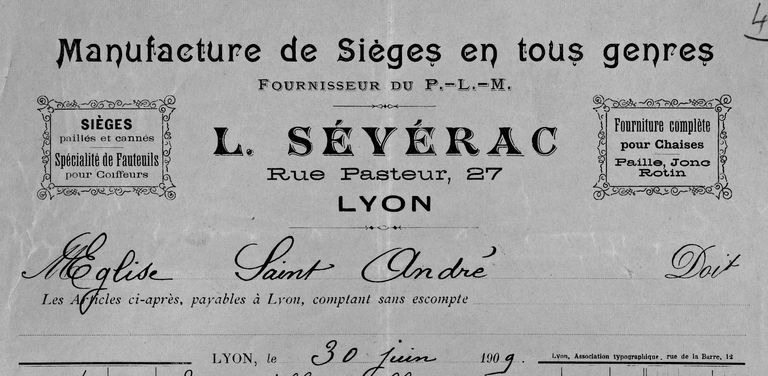 4
Manufacture de Sièges en tous genres
FOURNISSEUR DU P.-L.-M.
SIÈGES
paillés et cannés
Spécialité de Fauteuils
pour Coiffeurs
L. SÉVÉRAC
Rue Pasteur, 27
LYON
Fourniture complète
pour Chaises
Paille, Jonc
Rotin
M Eglise Saint André Doit
Les Articles ci-après, payables à Lyon, comptant sans escompte
LYON, le 30 juin 1909.
Lyon, Association typographique, rue de la Barre, 12